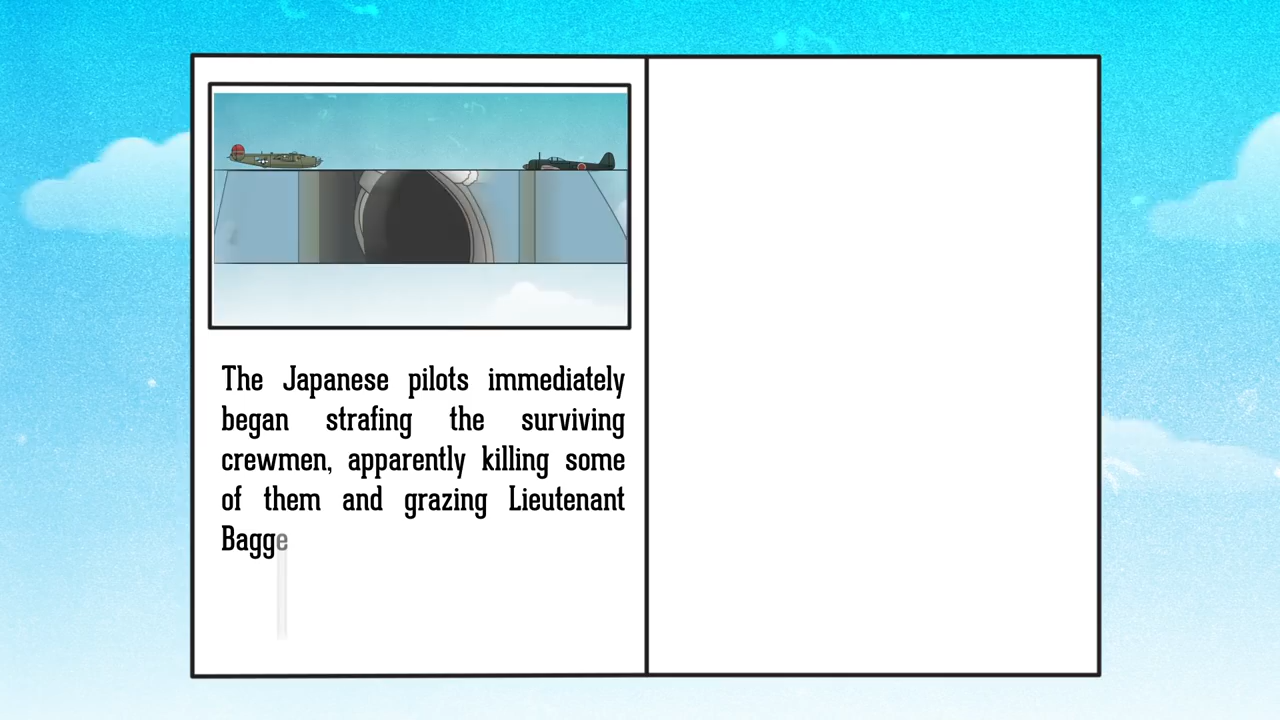 The Japanese pilots immediately
began strafing the surviving
crewmen, apparently killing some
of them and grazing Lieutenant
Bagge